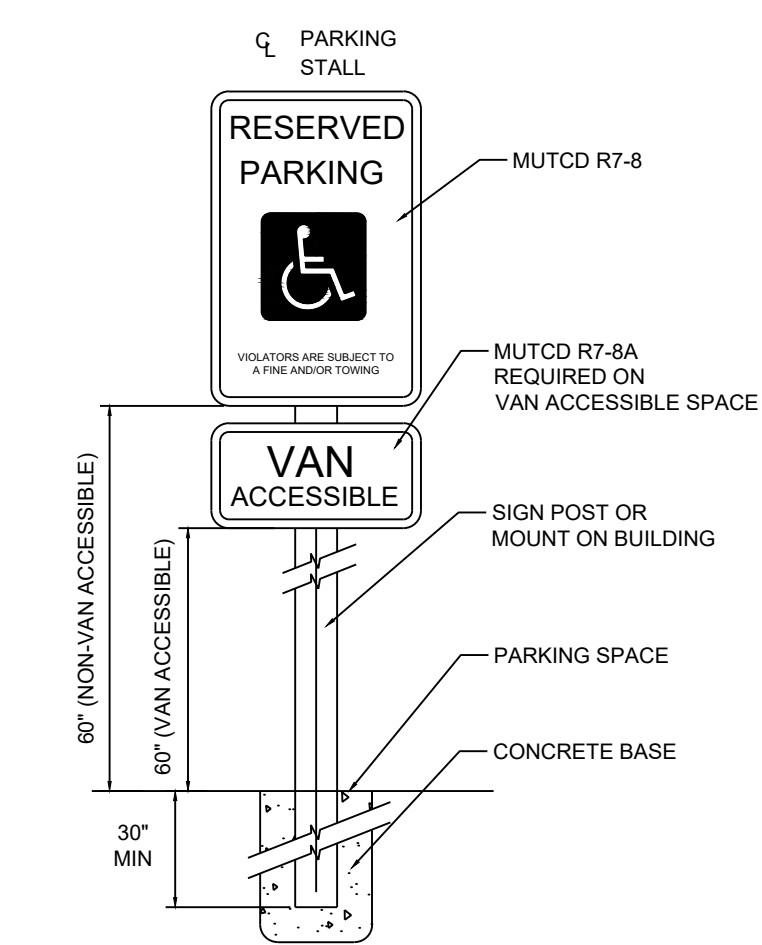 ℄ PARKING
STALL
RESERVED
PARKING
VIOLATORS ARE SUBJECT TO
A FINE AND/OR TOWING
VAN
ACCESSIBLE
MUTCD R7-8
MUTCD R7-8A
REQUIRED ON
VAN ACCESSIBLE SPACE
SIGN POST OR
MOUNT ON BUILDING
PARKING SPACE
CONCRETE BASE
60" (NON-VAN ACCESSIBLE)
60" (VAN ACCESSIBLE)
30"
MIN